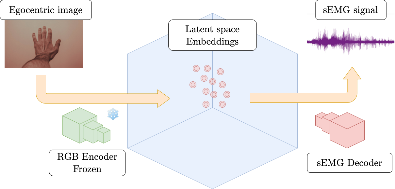 Egocentric image
Latent space
Embeddings
sEMG signal
RGB Encoder
Frozen
sEMG Decoder